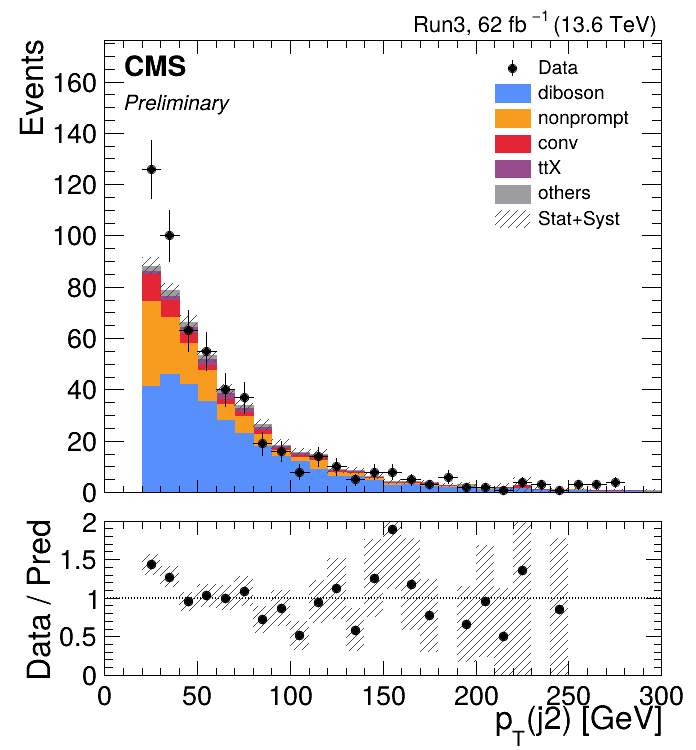 Run3, 62 fb⁻¹ (13.6 TeV)
CMS
Preliminary
Events
160
140
120
100
80
60
40
20
0
Data
diboson
nonprompt
conv
ttX
others
Stat+Syst
Data / Pred
2
1.5
1
0.5
0
0 50 100 150 200 250 300
p_T(j2) [GeV]